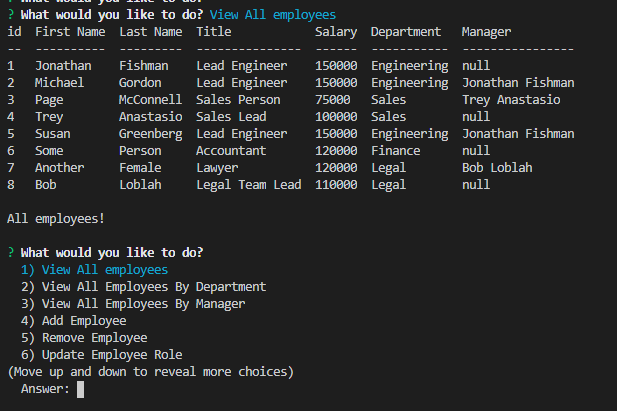 ? What would you like to do?
? What would you like to do? View All employees
id First Name Last Name Title Salary Department Manager
-- ---------- --------- --------------- ------ ----------- ----------------
1 Jonathan Fishman Lead Engineer 150000 Engineering null
2 Michael Gordon Lead Engineer 150000 Engineering Jonathan Fishman
3 Page McConnell Sales Person 75000 Sales Trey Anastasio
4 Trey Anastasio Sales Lead 100000 Sales null
5 Susan Greenberg Lead Engineer 150000 Engineering Jonathan Fishman
6 Some Person Accountant 120000 Finance null
7 Another Female Lawyer 120000 Legal Bob Loblah
8 Bob Loblah Legal Team Lead 110000 Legal null
All employees!
? What would you like to do?
1) View All employees
2) View All Employees By Department
3) View All Employees By Manager
4) Add Employee
5) Remove Employee
6) Update Employee Role
(Move up and down to reveal more choices)
Answer: